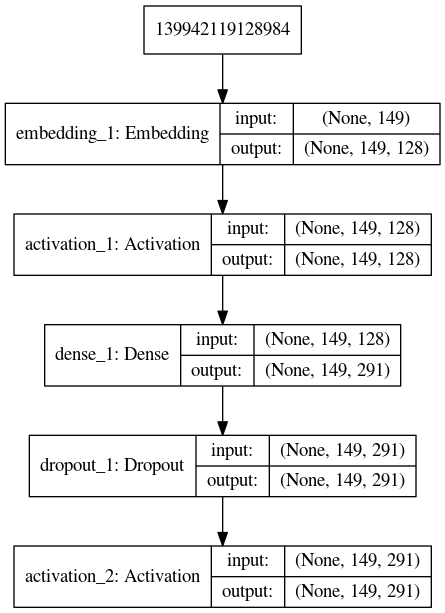 139942119128984
embedding_1: Embedding
input: (None, 149)
output: (None, 149, 128)
activation_1: Activation
input: (None, 149, 128)
output: (None, 149, 128)
dense_1: Dense
input: (None, 149, 128)
output: (None, 149, 291)
dropout_1: Dropout
input: (None, 149, 291)
output: (None, 149, 291)
activation_2: Activation
input: (None, 149, 291)
output: (None, 149, 291)